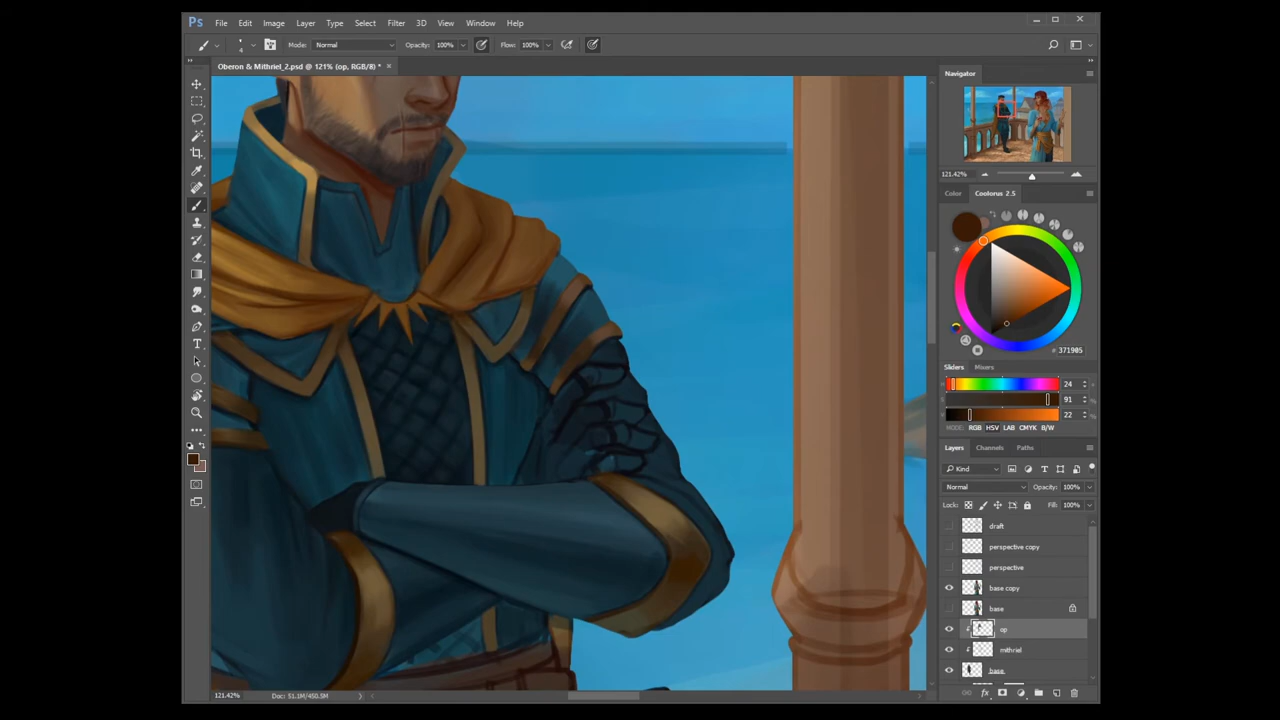 Ps File Edit Image Layer Type Select Filter 3D View Window Help
4 Mode: Normal Opacity: 100% Flow: 100%
Oberon & Mithriel_2.psd @ 121% (op, RGB/8) * ×
Navigator
121.42%
Color Coolorus 2.5
# 371905
Sliders Mixers
H 24
91
22
MODE: RGB HSV LAB CMYK B/W
Layers Channels Paths
Kind
Normal Opacity: 100%
Lock: Fill: 100%
draft
perspective copy
perspective
base copy
base
op
mithriel
base
121.42% Doc: 51.1M/450.5M